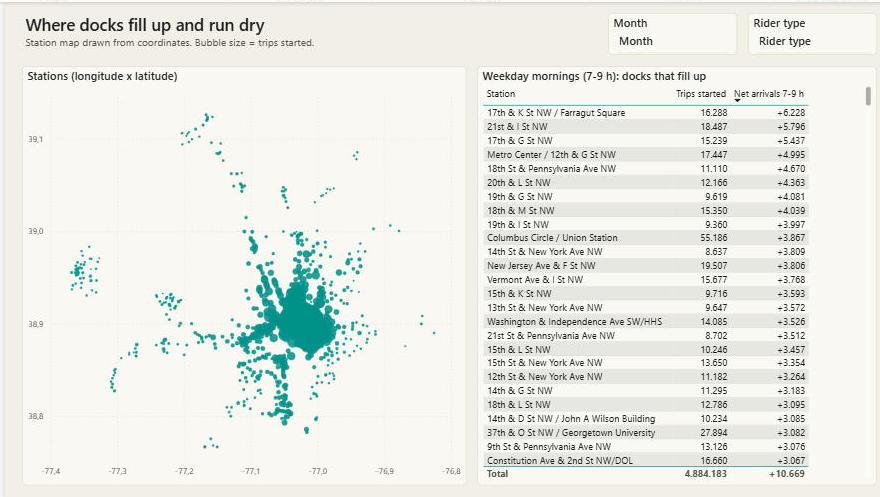 Where docks fill up and run dry
Station map drawn from coordinates. Bubble size = trips started.
Month
Month
Rider type
Rider type
Stations (longitude x latitude)
39,1
39,0
38,9
38,8
-77,4 -77,3 -77,2 -77,1 -77,0 -76,9 -76,8
Weekday mornings (7-9 h): docks that fill up
Station Trips started Net arrivals 7-9 h
17th & K St NW / Farragut Square 16.288 +6.228
21st & I St NW 18.487 +5.796
17th & G St NW 15.239 +5.437
Metro Center / 12th & G St NW 17.447 +4.995
18th St & Pennsylvania Ave NW 11.110 +4.670
20th & L St NW 12.166 +4.363
19th & G St NW 9.619 +4.081
18th & M St NW 15.350 +4.039
19th & I St NW 9.360 +3.997
Columbus Circle / Union Station 55.186 +3.867
14th St & New York Ave NW 8.637 +3.809
New Jersey Ave & F St NW 19.507 +3.806
Vermont Ave & I St NW 15.677 +3.768
15th & K St NW 9.716 +3.593
13th St & New York Ave NW 9.647 +3.572
Washington & Independence Ave SW/HHS 14.085 +3.526
21st St & Pennsylvania Ave NW 8.702 +3.512
15th & L St NW 10.246 +3.457
15th St & New York Ave NW 13.650 +3.354
12th St & New York Ave NW 11.182 +3.264
14th & G St NW 11.295 +3.183
18th & L St NW 12.786 +3.095
14th & D St NW / John A Wilson Building 10.234 +3.085
37th & O St NW / Georgetown University 27.894 +3.082
9th St & Pennsylvania Ave NW 13.126 +3.076
Constitution Ave & 2nd St NW/DOL 16.660 +3.067
Total 4.884.183 +10.669